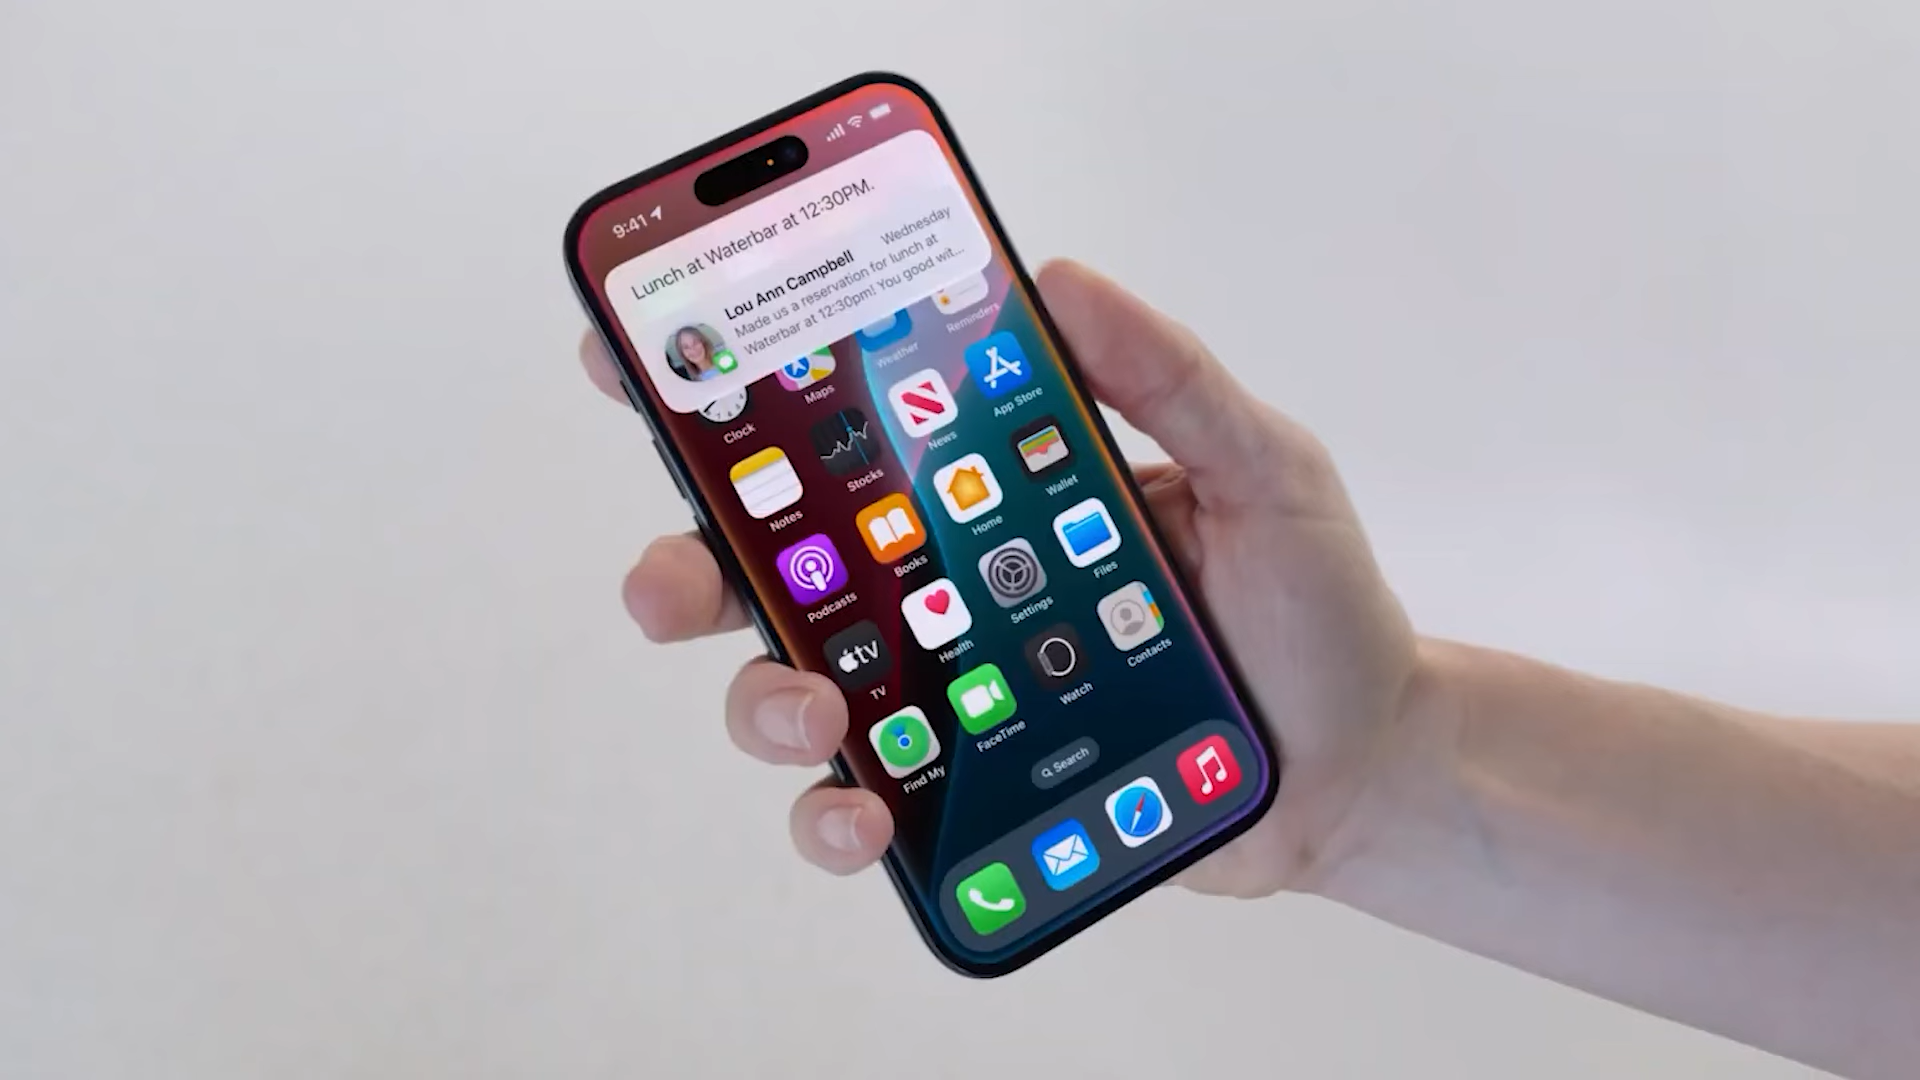 9:41
Lunch at Waterbar at 12:30PM.
Lou Ann Campbell
Wednesday
Made us a reservation for lunch at
Waterbar at 12:30pm! You good wit...
Clock
Maps
Weather
Reminders
Notes
Stocks
News
App Store
Podcasts
Books
Home
Wallet
tv
TV
Health
Settings
Files
Find My
FaceTime
Watch
Contacts
Search